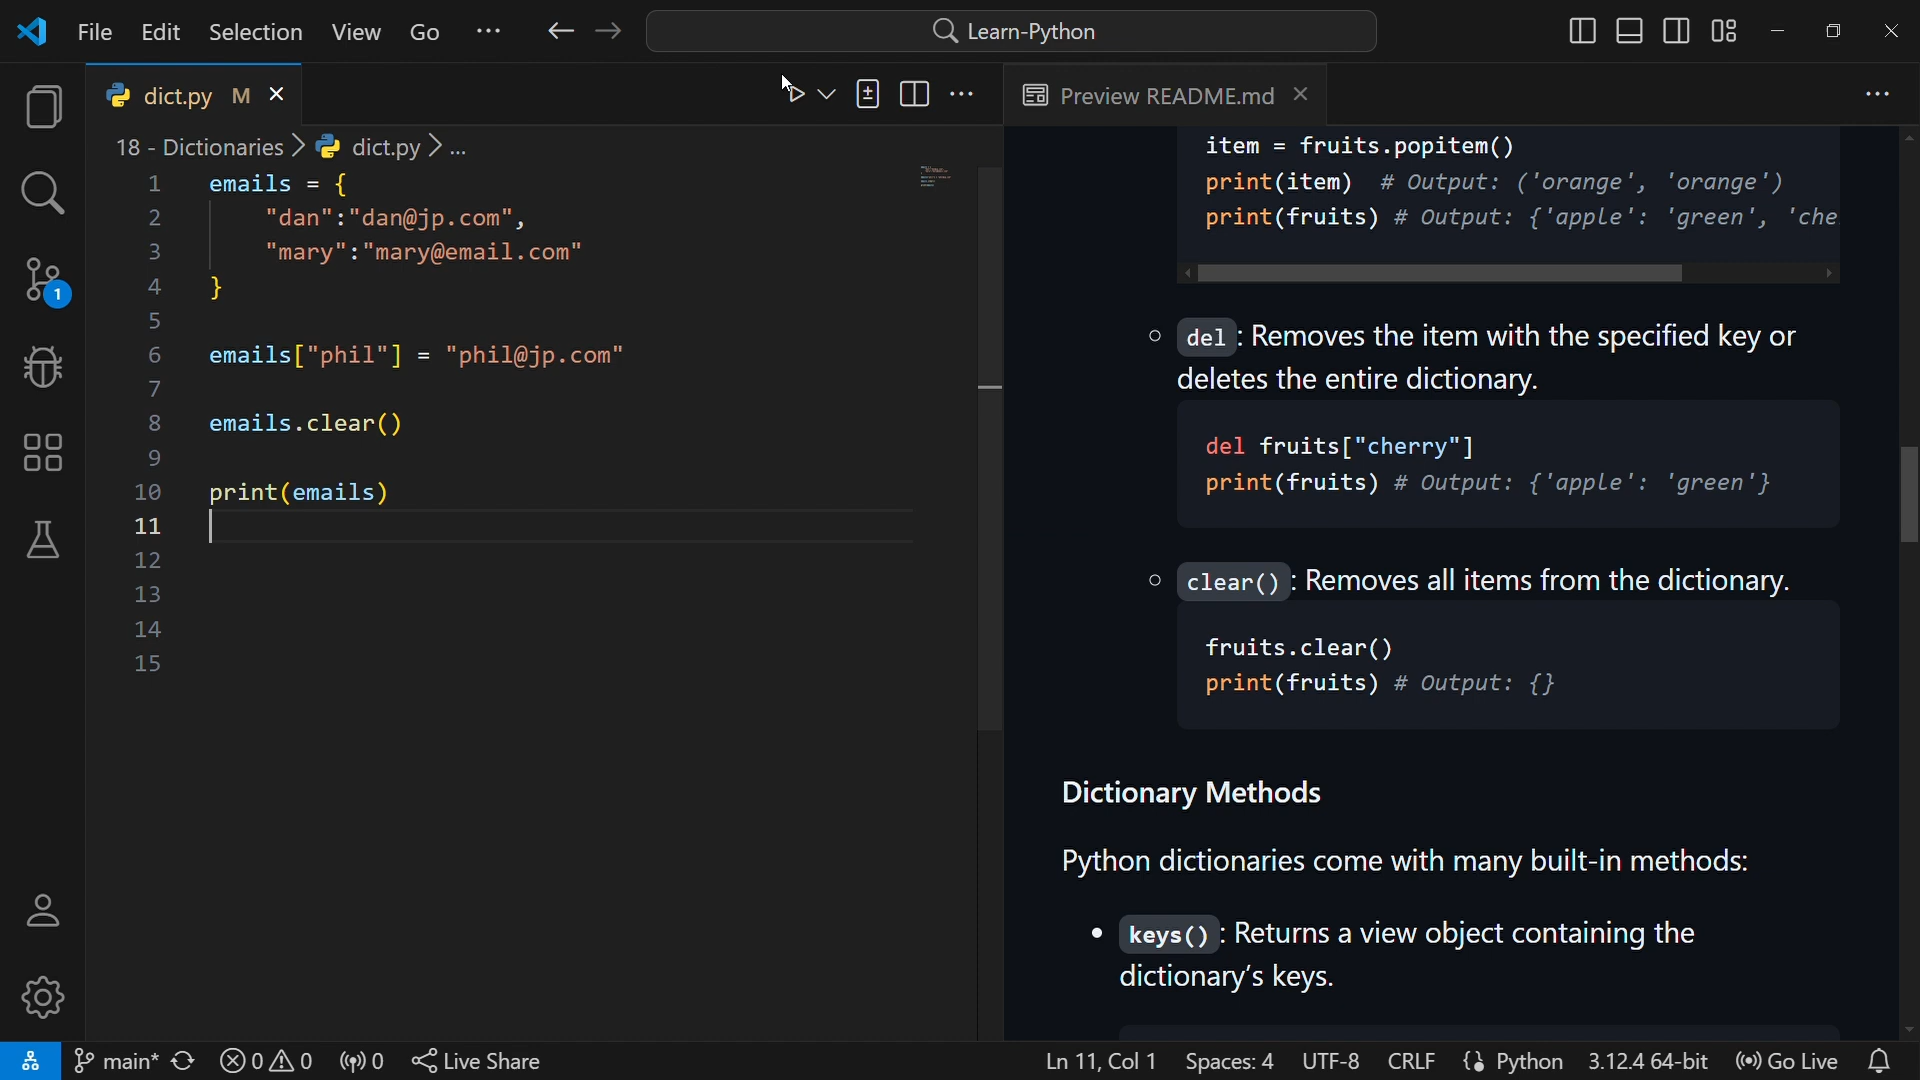 File Edit Selection View Go ··· Learn-Python
dict.py M
Preview README.md
18 - Dictionaries > dict.py > ...
1 emails = {
2 "dan":"dan@jp.com",
3 "mary":"mary@email.com"
4 }
5
6 emails["phil"] = "phil@jp.com"
7
8 emails.clear()
9
10 print(emails)
11
12
13
14
15
item = fruits.popitem()
print(item) # Output: ('orange', 'orange')
print(fruits) # Output: {'apple': 'green', 'che
del: Removes the item with the specified key or
deletes the entire dictionary.
del fruits["cherry"]
print(fruits) # Output: {'apple': 'green'}
clear(): Removes all items from the dictionary.
fruits.clear()
print(fruits) # Output: {}
Dictionary Methods
Python dictionaries come with many built-in methods:
keys(): Returns a view object containing the
dictionary's keys.
1
main* 0 0 0 Live Share Ln 11, Col 1 Spaces: 4 UTF-8 CRLF {} Python 3.12.4 64-bit Go Live